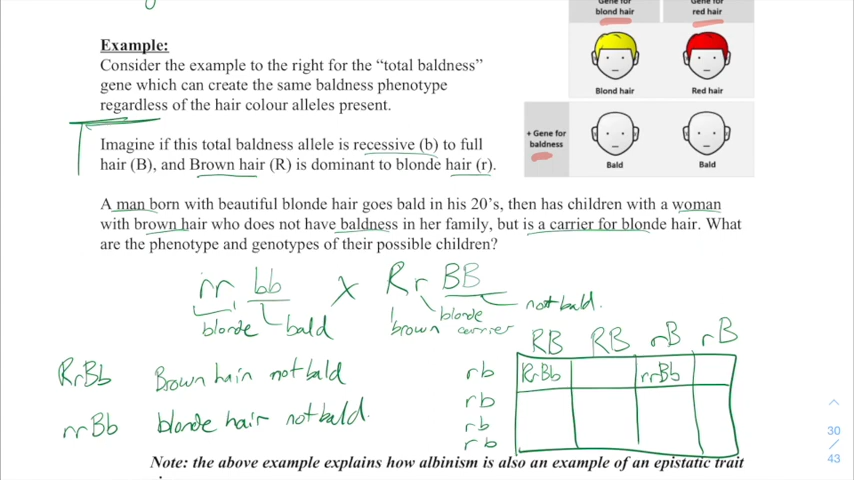 Gene for
blond hair
Gene for
red hair
Example:
Consider the example to the right for the “total baldness”
gene which can create the same baldness phenotype
regardless of the hair colour alleles present.
Blond hair
Red hair
+ Gene for
baldness
Bald
Bald
Imagine if this total baldness allele is recessive (b) to full
hair (B), and Brown hair (R) is dominant to blonde hair (r).
A man born with beautiful blonde hair goes bald in his 20’s, then has children with a woman
with brown hair who does not have baldness in her family, but is a carrier for blonde hair. What
are the phenotype and genotypes of their possible children?
rr bb x Rr BB
blonde bald
brown
blonde
carrier
not bald.
RB RB rB rB
rb RrBb rrBb
rb
rb
rb
RrBb Brown hair not bald
rrBb blonde hair not bald.
30
/
43
Note: the above example explains how albinism is also an example of an epistatic trait